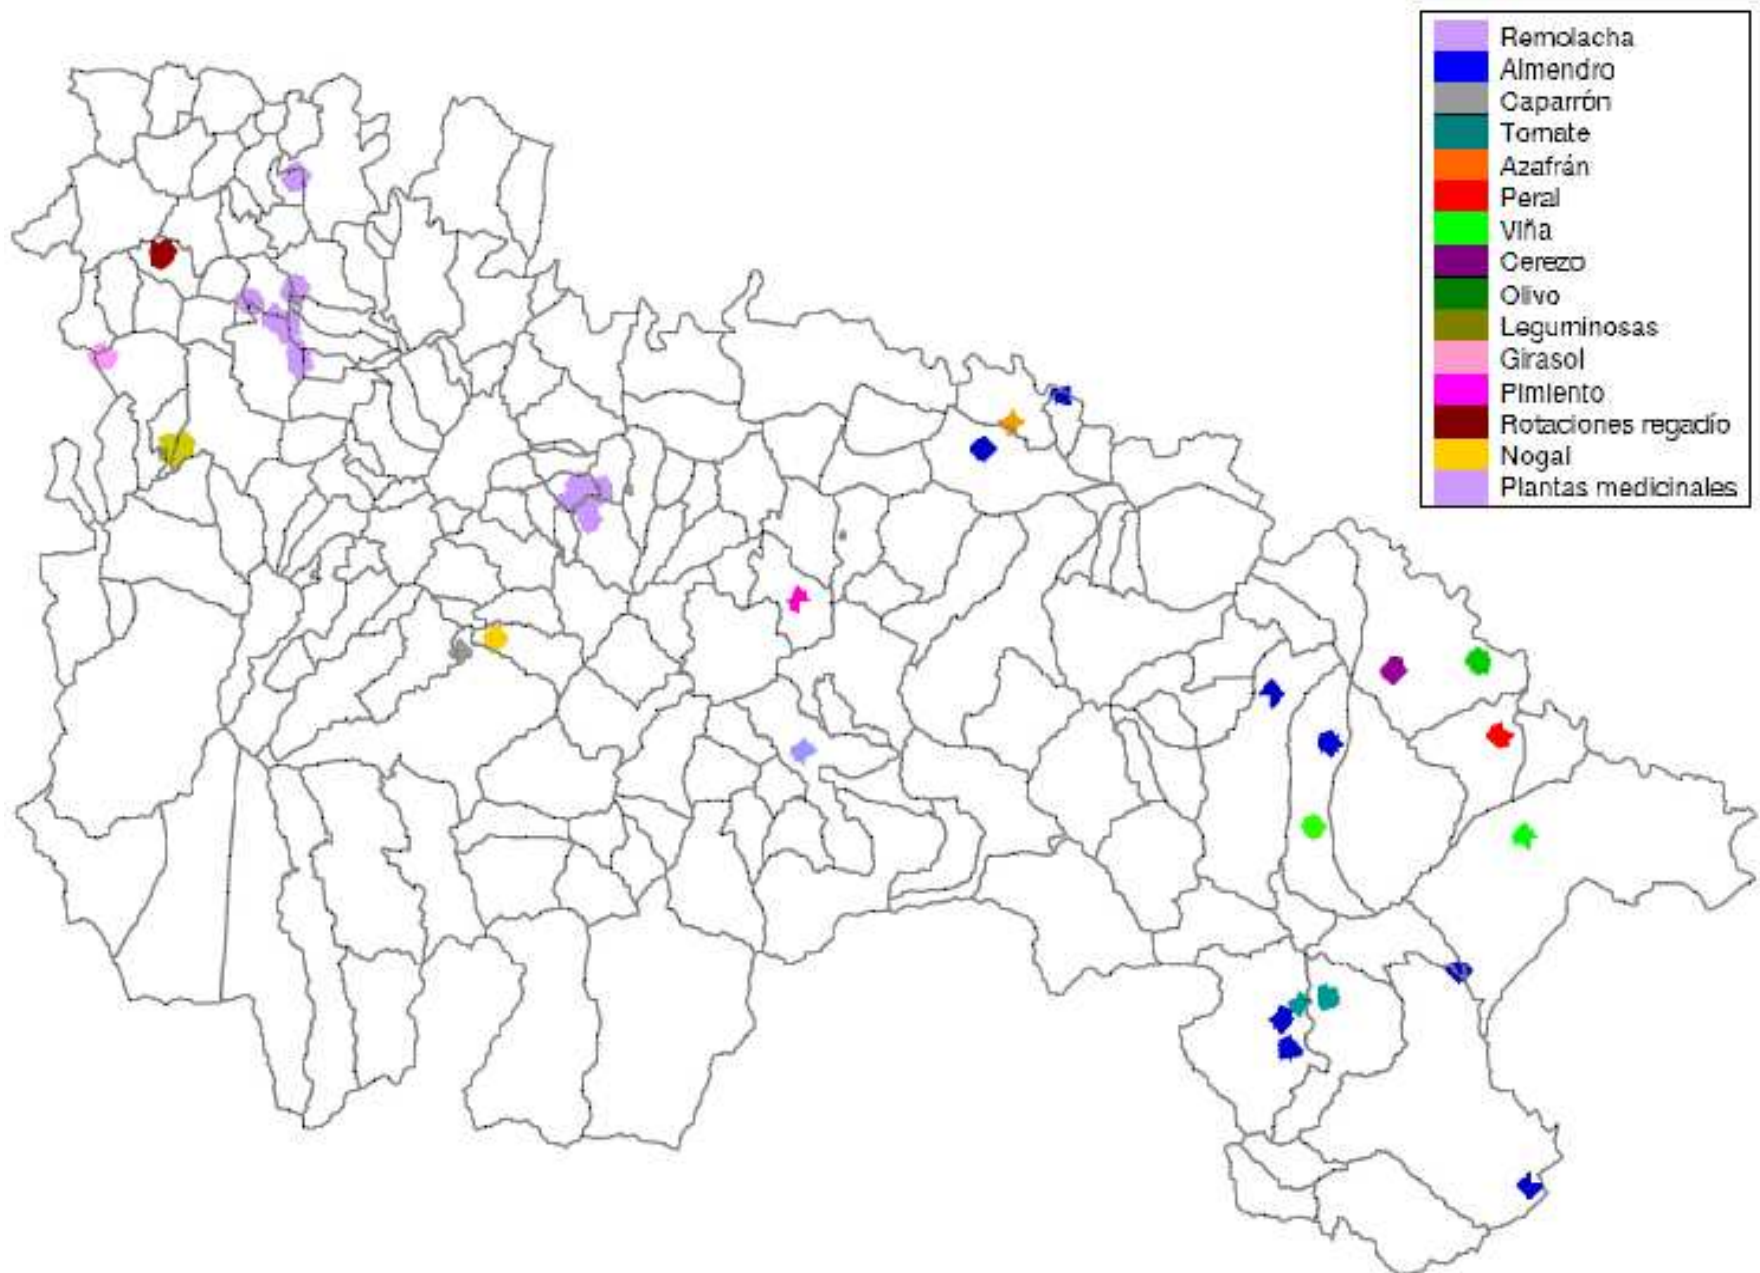 Remolacha
Almendro
Caparrón
Tomate
Azafrán
Peral
Viña
Cerezo
Olivo
Leguminosas
Girasol
Pimiento
Rotaciones regadío
Nogal
Plantas medicinales